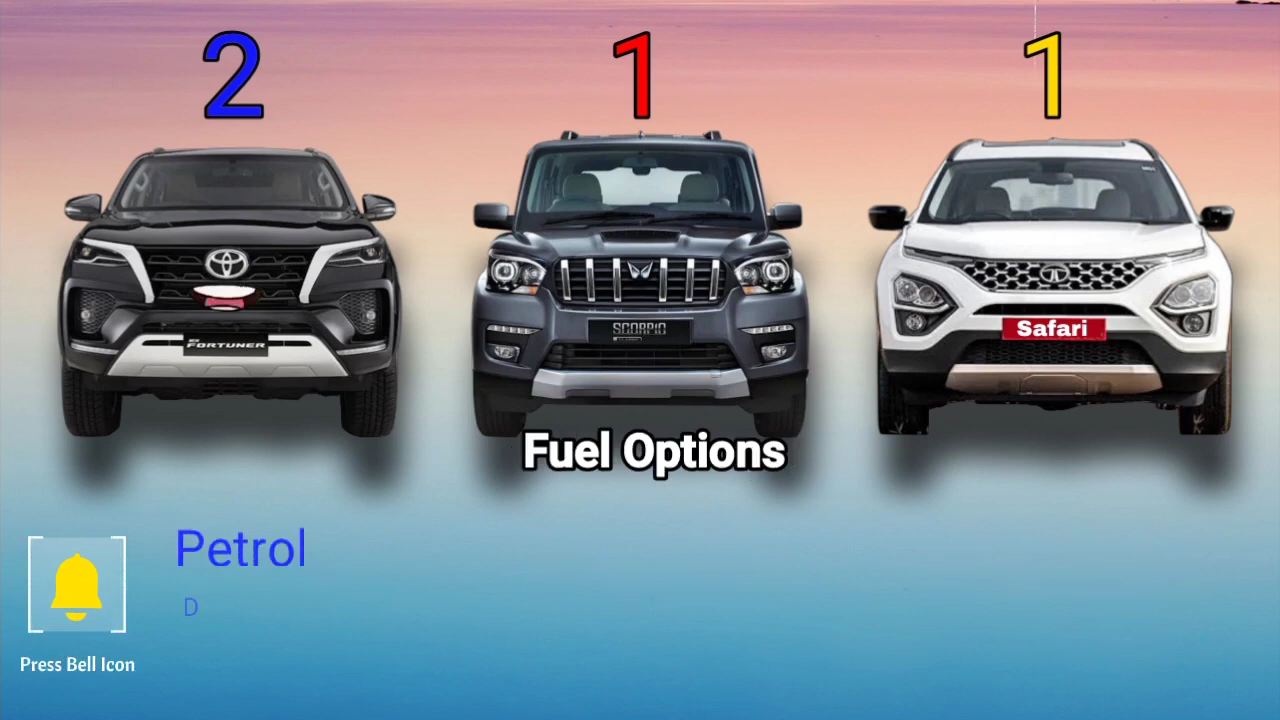 2 1 1
FORTUNER
SCORPIO
Safari
Fuel Options
Petrol
D
Press Bell Icon